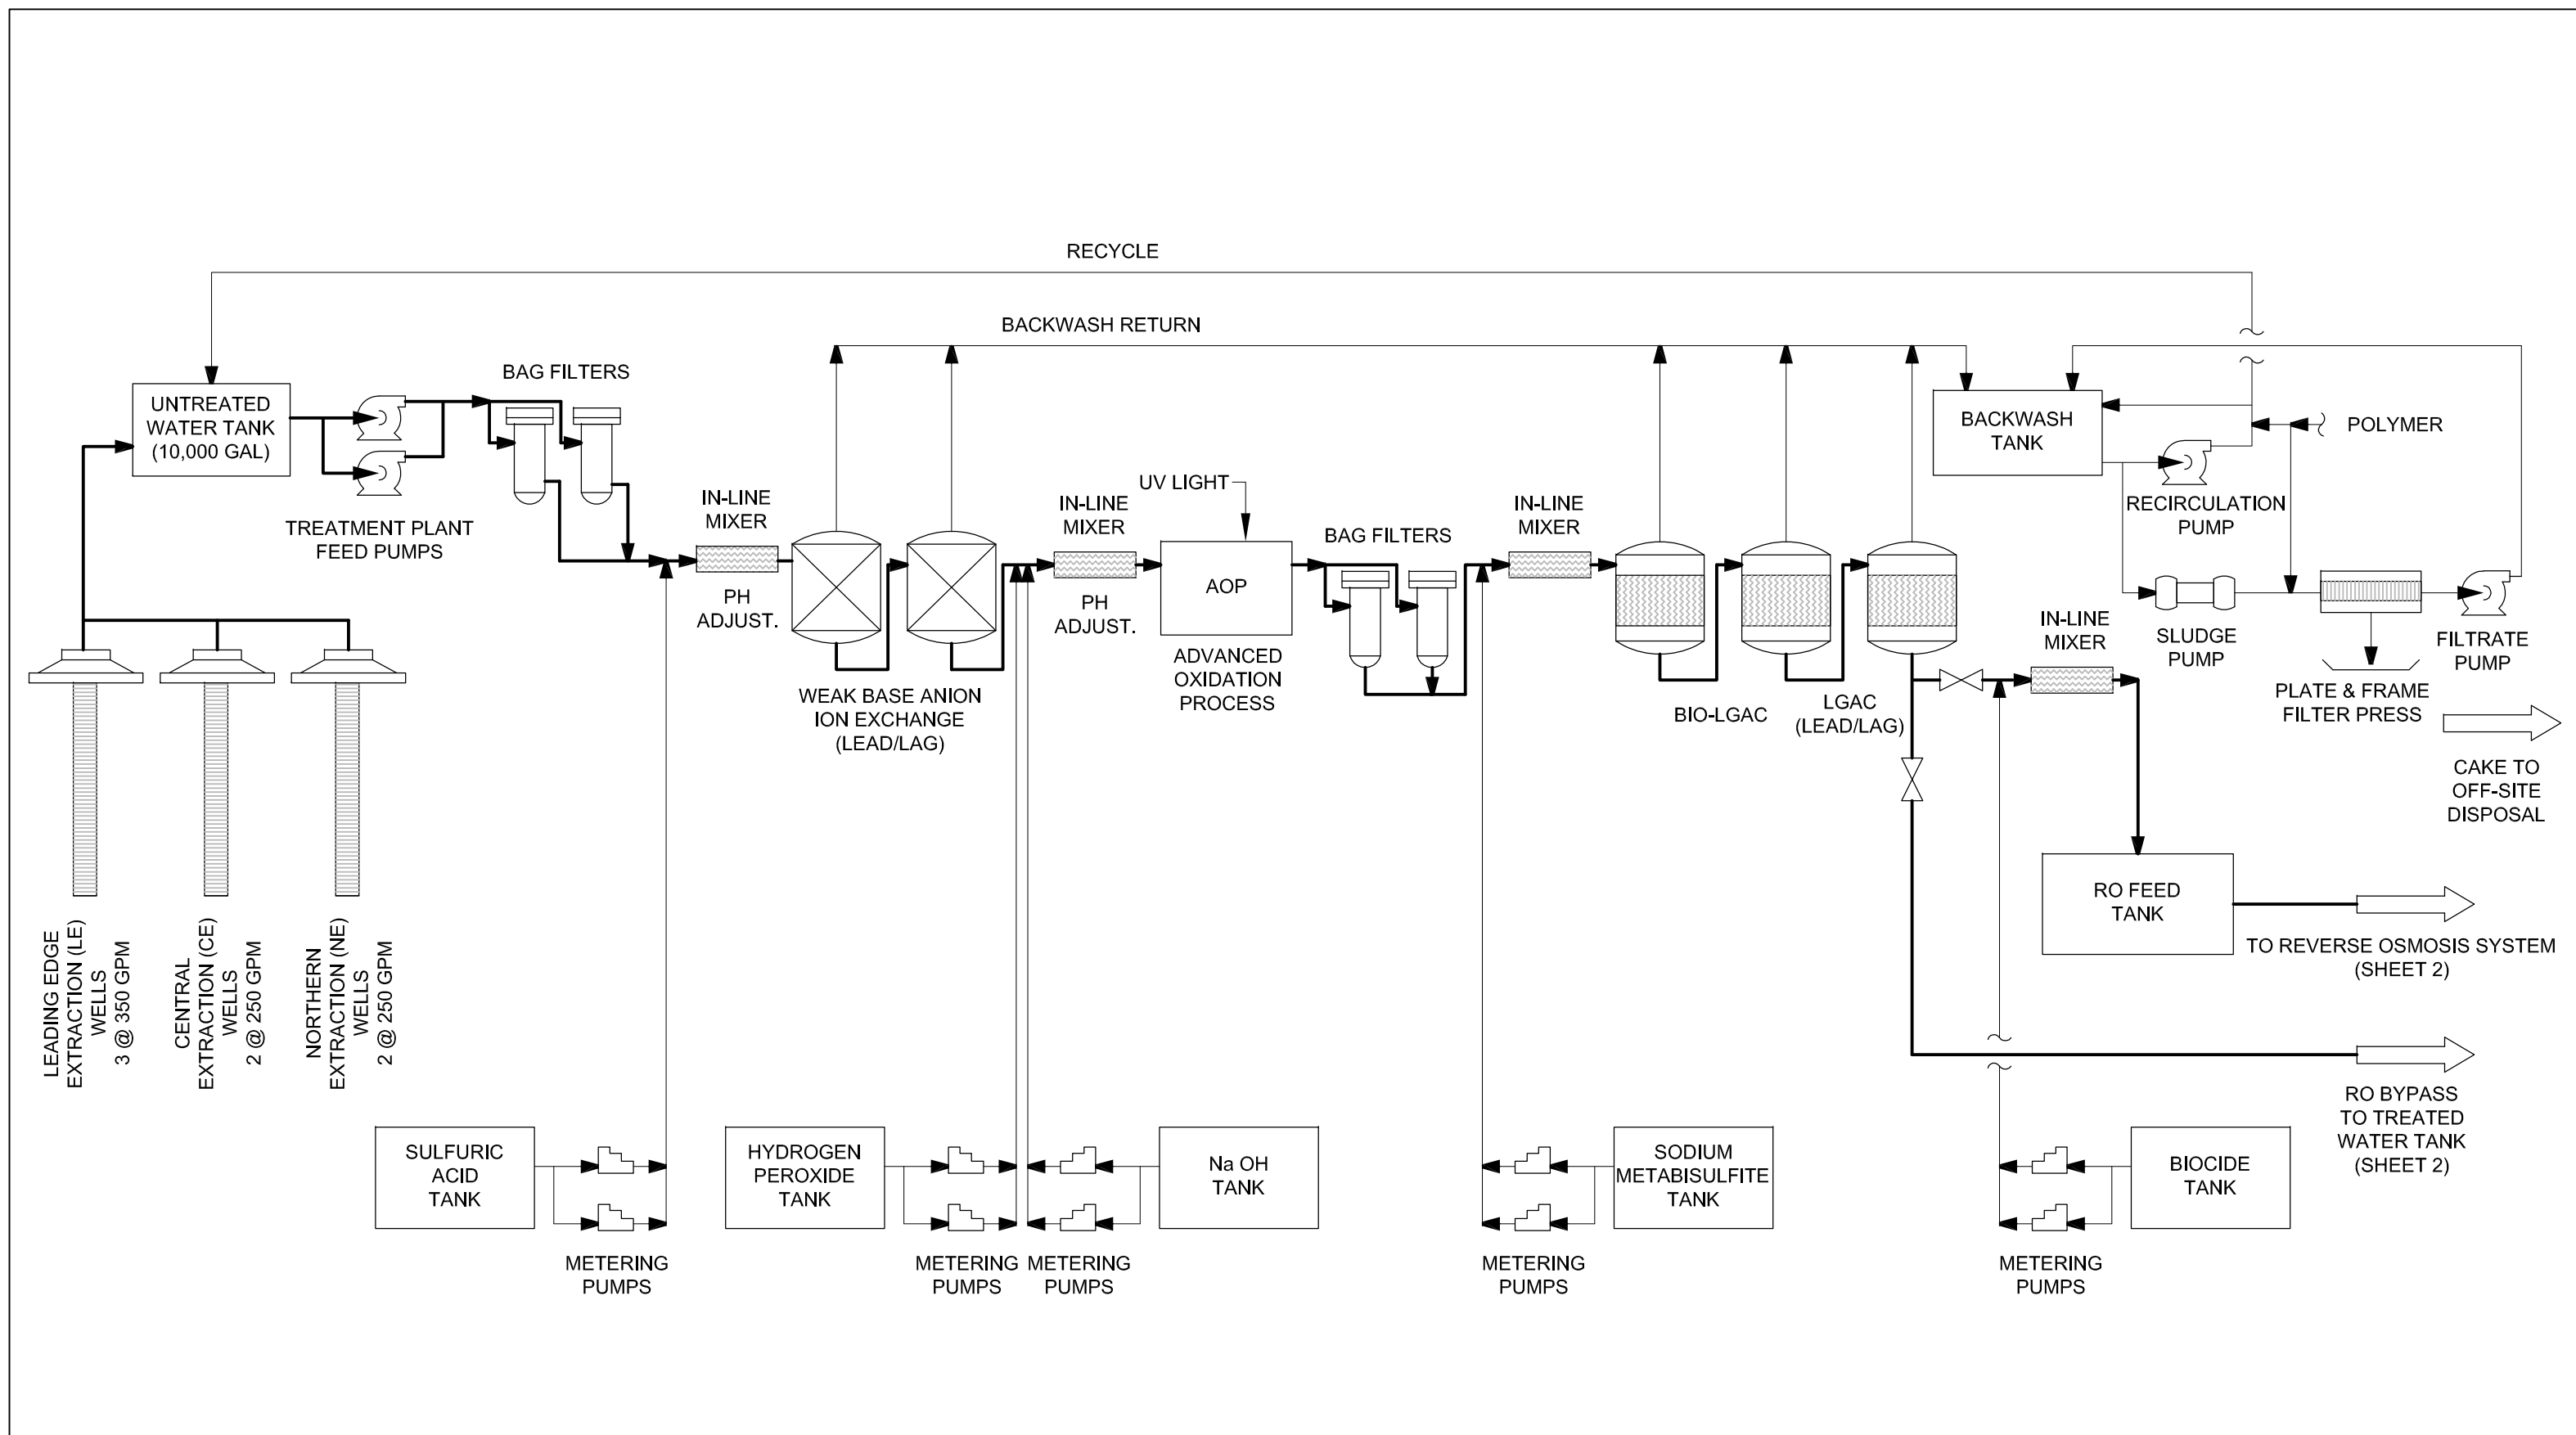 RECYCLE
BACKWASH RETURN
BAG FILTERS
UNTREATED
WATER TANK
(10,000 GAL)
TREATMENT PLANT
FEED PUMPS
IN-LINE
MIXER
PH
ADJUST.
WEAK BASE ANION
ION EXCHANGE
(LEAD/LAG)
IN-LINE
MIXER
PH
ADJUST.
UV LIGHT
AOP
ADVANCED
OXIDATION
PROCESS
BAG FILTERS
IN-LINE
MIXER
BIO-LGAC
LGAC
(LEAD/LAG)
BACKWASH
TANK
POLYMER
RECIRCULATION
PUMP
SLUDGE
PUMP
FILTRATE
PUMP
PLATE & FRAME
FILTER PRESS
CAKE TO
OFF-SITE
DISPOSAL
IN-LINE
MIXER
RO FEED
TANK
TO REVERSE OSMOSIS SYSTEM
(SHEET 2)
RO BYPASS
TO TREATED
WATER TANK
(SHEET 2)
LEADING EDGE
EXTRACTION (LE)
WELLS
3 @ 350 GPM
CENTRAL
EXTRACTION (CE)
WELLS
2 @ 250 GPM
NORTHERN
EXTRACTION (NE)
WELLS
2 @ 250 GPM
SULFURIC
ACID
TANK
METERING
PUMPS
HYDROGEN
PEROXIDE
TANK
METERING
PUMPS
METERING
PUMPS
Na OH
TANK
METERING
PUMPS
SODIUM
METABISULFITE
TANK
METERING
PUMPS
BIOCIDE
TANK